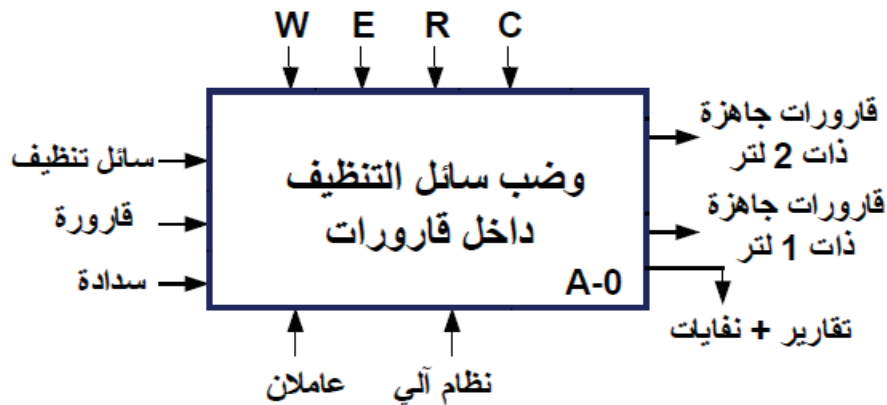 W E R C
قارورات جاهزة
ذات 2 لتر
سائل تنظيف
وضب سائل التنظيف
داخل قارورات
قارورة
قارورات جاهزة
ذات 1 لتر
سدادة
A-0
تقارير + نفايات
عاملان
نظام آلي